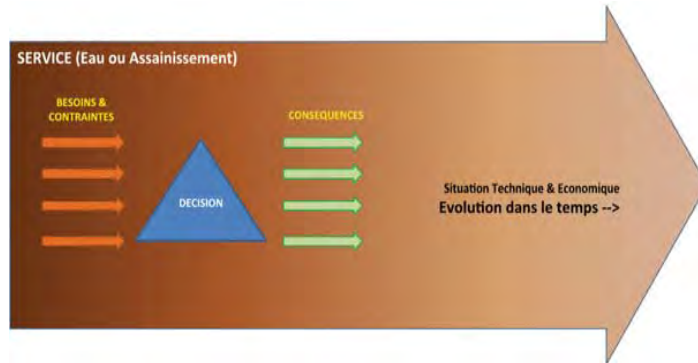 SERVICE (Eau ou Assainissement)
BESOINS &
CONTRAINTES
CONSEQUENCES
DECISION
Situation Technique & Economique
Evolution dans le temps -->